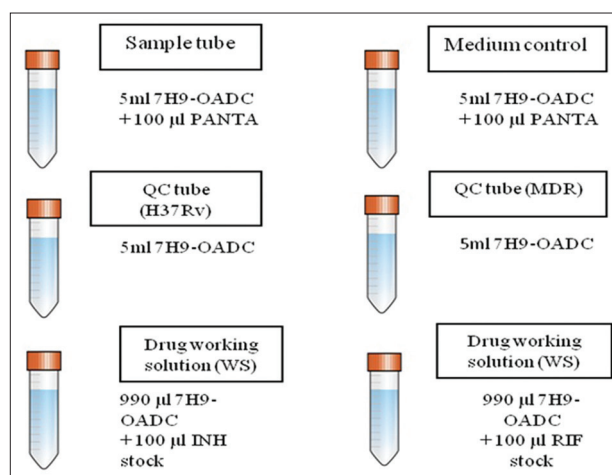 Sample tube
5ml 7H9-OADC
+100 µl PANTA
Medium control
5ml 7H9-OADC
+100 µl PANTA
QC tube
(H37Rv)
5ml 7H9-OADC
QC tube (MDR)
5ml 7H9-OADC
Drug working
solution (WS)
990 µl 7H9-
OADC
+100 µl INH
stock
Drug working
solution (WS)
990 µl 7H9-
OADC
+100 µl RIF
stock